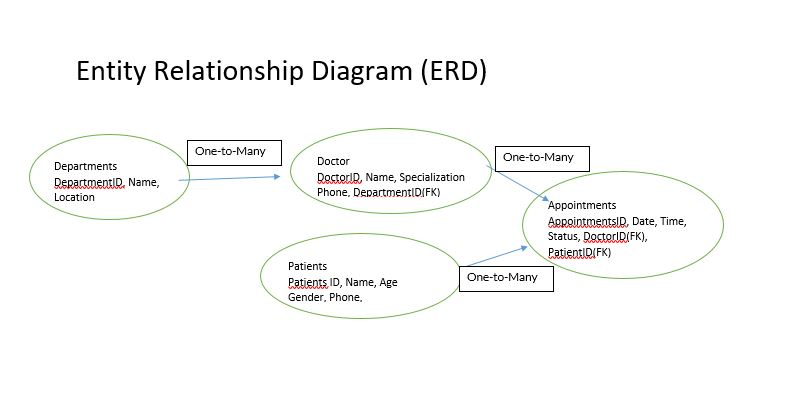 Entity Relationship Diagram (ERD)
Departments
DepartmentID, Name,
Location
One-to-Many
Doctor
DoctorID, Name, Specialization
Phone, DepartmentID(FK)
One-to-Many
Appointments
AppointmentsID, Date, Time,
Status, DoctorID(FK),
PatientID(FK)
Patients
Patients ID, Name, Age
Gender, Phone,
One-to-Many